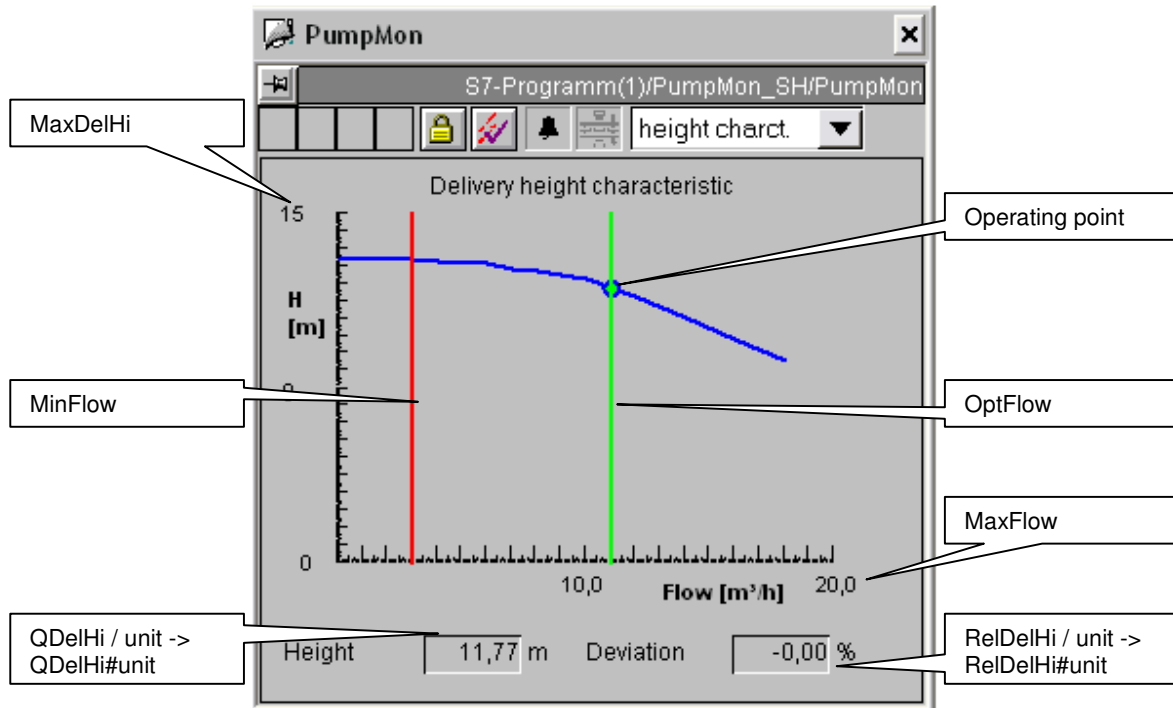 PumpMon
S7-Programm(1)/PumpMon_SH/PumpMon
height charct.
MaxDelHi
Delivery height characteristic
15
Operating point
H
[m]
MinFlow
OptFlow
MaxFlow
0
10,0
Flow [m³/h]
20,0
QDelHi / unit ->
QDelHi#unit
Height
11,77 m
Deviation
-0,00 %
RelDelHi / unit ->
RelDelHi#unit